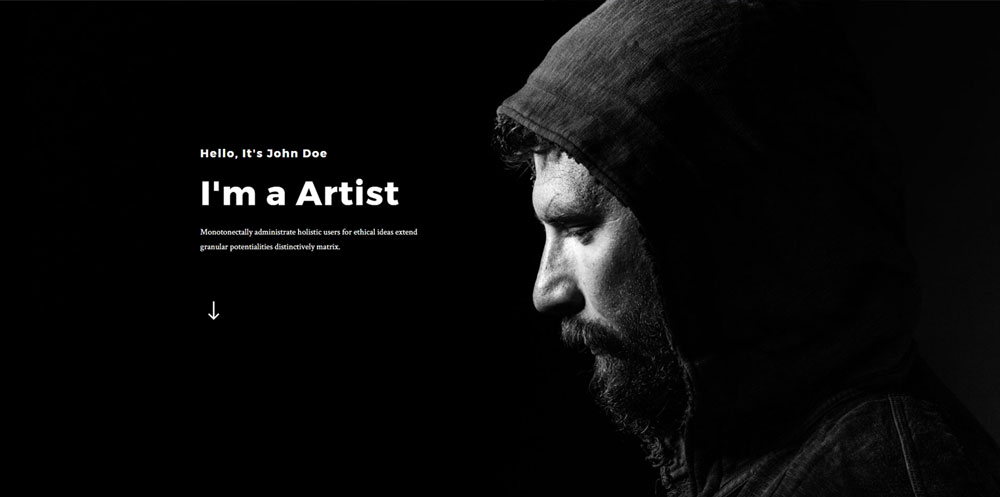 Hello, It's John Doe
I'm a Artist
Monotonectally administrate holistic users for ethical ideas extend
granular potentialities distinctively matrix.